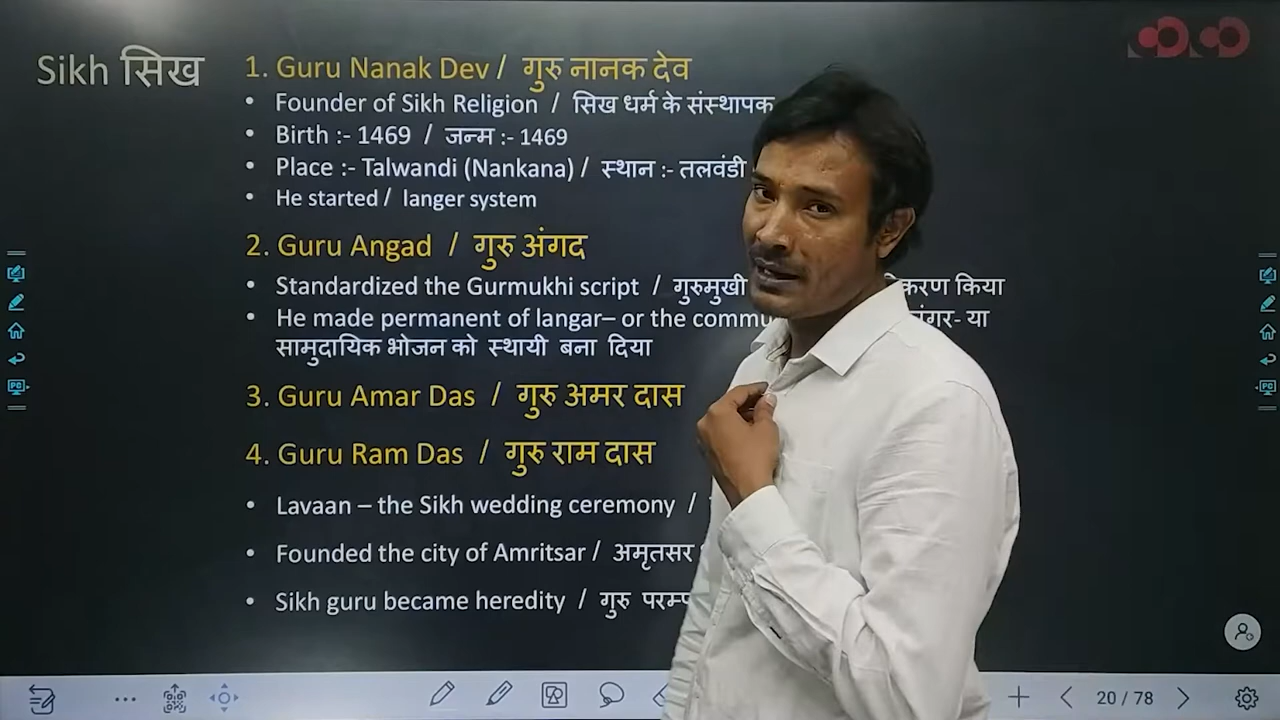 Sikh सिख
1. Guru Nanak Dev / गुरु नानक देव
• Founder of Sikh Religion / सिख धर्म के संस्थापक
• Birth :- 1469 / जन्म :- 1469
• Place :- Talwandi (Nankana) / स्थान :- तलवंडी
• He started / langer system
2. Guru Angad / गुरु अंगद
• Standardized the Gurmukhi script / गुरुमुखी किया
• He made permanent of langar– or the या
सामुदायिक भोजन को स्थायी बना दिया
3. Guru Amar Das / गुरु अमर दास
4. Guru Ram Das / गुरु राम दास
• Lavaan – the Sikh wedding ceremony /
• Founded the city of Amritsar / अमृतसर
• Sikh guru became heredity / गुरु
PC
PC
20 / 78